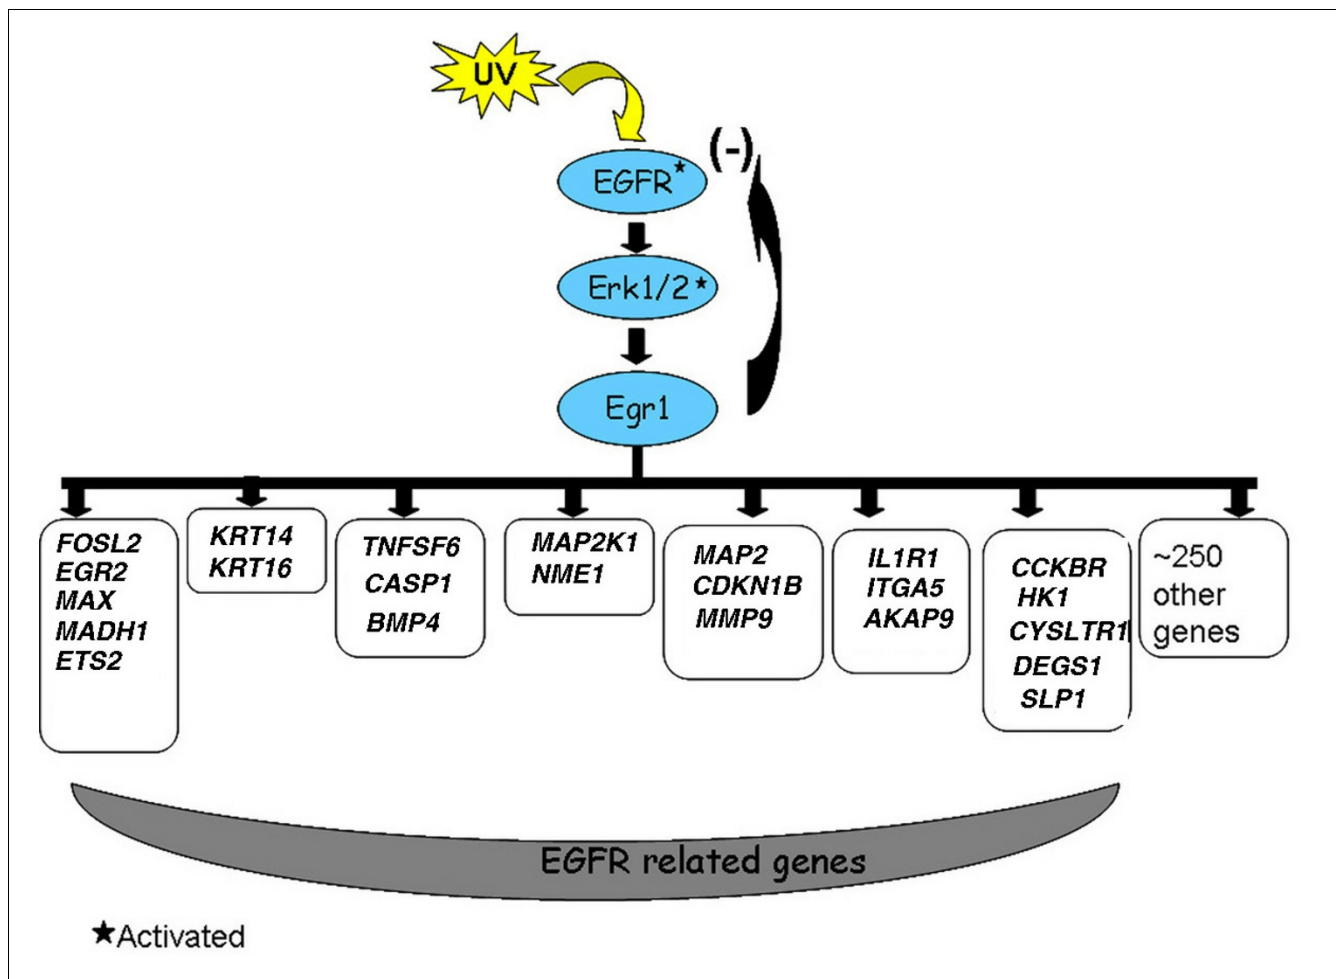 UV
(-)
EGFR★
Erk1/2★
Egr1
FOSL2
EGR2
MAX
MADH1
ETS2
KRT14
KRT16
TNFSF6
CASP1
BMP4
MAP2K1
NME1
MAP2
CDKN1B
MMP9
IL1R1
ITGA5
AKAP9
CCKBR
HK1
CYSLTR1
DEGS1
SLP1
~250
other
genes
EGFR related genes
★Activated